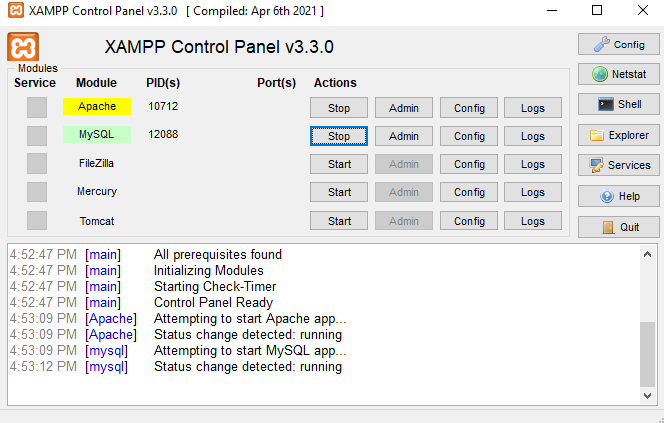 XAMPP Control Panel v3.3.0 [ Compiled: Apr 6th 2021 ]
XAMPP Control Panel v3.3.0
Config
Modules
Service Module PID(s) Port(s) Actions
Netstat
Apache 10712 Stop Admin Config Logs
Shell
MySQL 12088 Stop Admin Config Logs
Explorer
FileZilla Start Admin Config Logs
Services
Mercury Start Admin Config Logs
Help
Tomcat Start Admin Config Logs
Quit
4:52:47 PM [main] All prerequisites found
4:52:47 PM [main] Initializing Modules
4:52:47 PM [main] Starting Check-Timer
4:52:47 PM [main] Control Panel Ready
4:53:09 PM [Apache] Attempting to start Apache app...
4:53:09 PM [Apache] Status change detected: running
4:53:09 PM [mysql] Attempting to start MySQL app...
4:53:12 PM [mysql] Status change detected: running